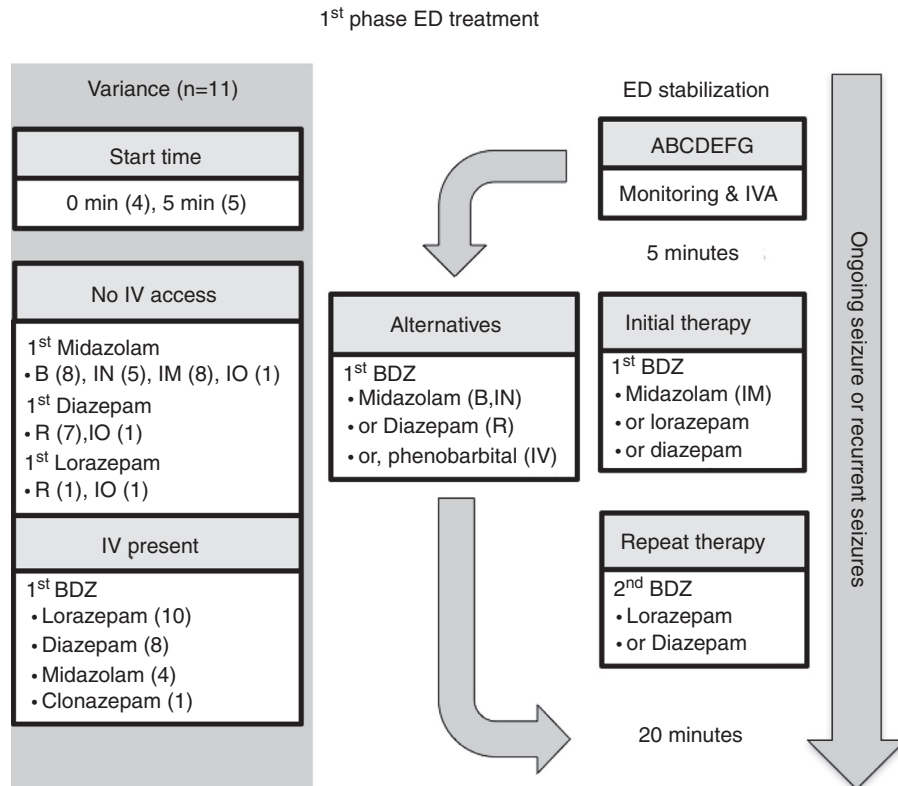 1st phase ED treatment
Variance (n=11)
Start time
0 min (4), 5 min (5)
No IV access
1st Midazolam
• B (8), IN (5), IM (8), IO (1)
1st Diazepam
• R (7),IO (1)
1st Lorazepam
• R (1), IO (1)
IV present
1st BDZ
• Lorazepam (10)
• Diazepam (8)
• Midazolam (4)
• Clonazepam (1)
Alternatives
1st BDZ
• Midazolam (B,IN)
• or Diazepam (R)
• or, phenobarbital (IV)
ED stabilization
ABCDEFG
Monitoring & IVA
5 minutes
Initial therapy
1st BDZ
• Midazolam (IM)
• or lorazepam
• or diazepam
Repeat therapy
2nd BDZ
• Lorazepam
• or Diazepam
20 minutes
Ongoing seizure or recurrent seizures